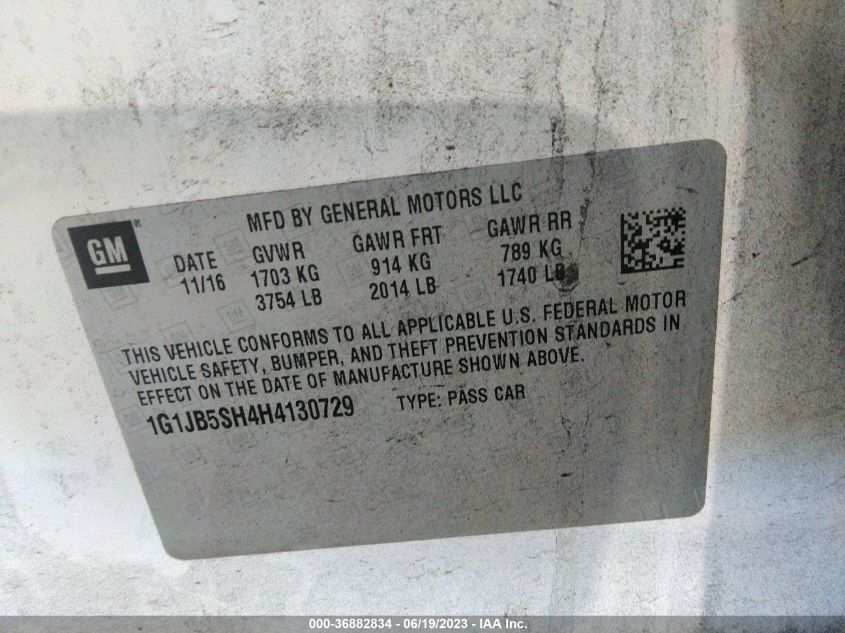 MFD BY GENERAL MOTORS LLC
GM
DATE GVWR GAWR FRT GAWR RR
11/16 1703 KG 914 KG 789 KG
3754 LB 2014 LB 1740 LB
THIS VEHICLE CONFORMS TO ALL APPLICABLE U.S. FEDERAL MOTOR
VEHICLE SAFETY, BUMPER, AND THEFT PREVENTION STANDARDS IN
EFFECT ON THE DATE OF MANUFACTURE SHOWN ABOVE.
1G1JB5SH4H4130729 TYPE: PASS CAR
000-36882834 - 06/19/2023 - IAA Inc.